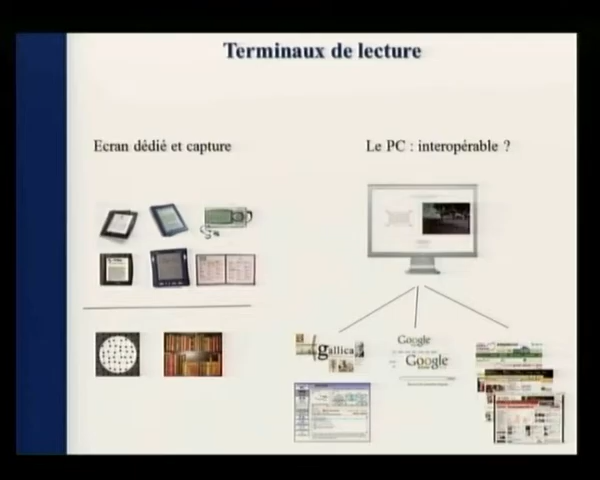 Terminaux de lecture
Ecran dédié et capture
Le PC : interopérable ?
gallica
Google
Google